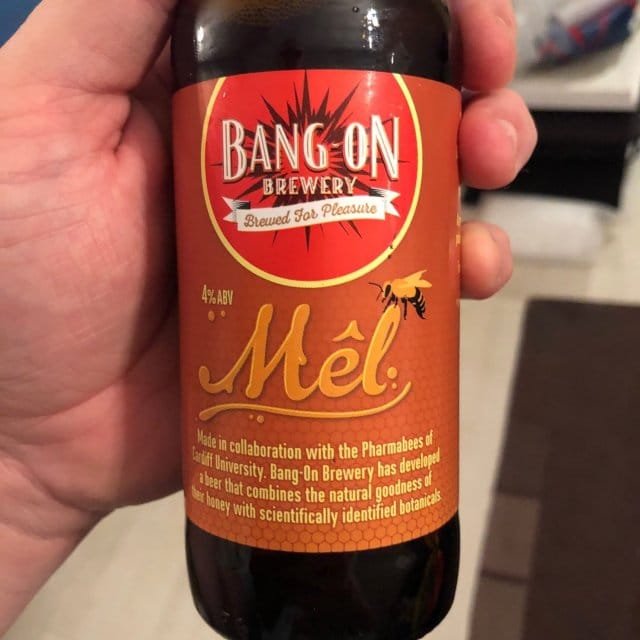 BANG-ON
BREWERY
Brewed For Pleasure
4% ABV
Mêl
Made in collaboration with the Pharmabees of
Cardiff University. Bang-On Brewery has developed
a beer that combines the natural goodness of
their honey with scientifically identified botanicals